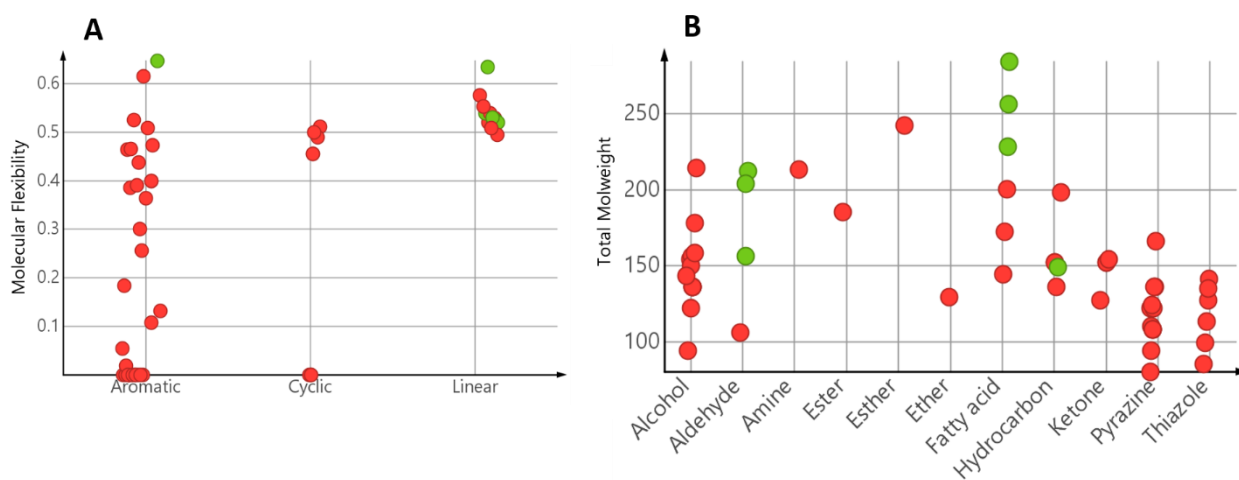 A
Molecular Flexibility
0.6
0.5
0.4
0.3
0.2
0.1
Aromatic
Cyclic
Linear
B
Total Molweight
250
200
150
100
Alcohol
Aldehyde
Amine
Ester
Esther
Ether
Fatty acid
Hydrocarbon
Ketone
Pyrazine
Thiazole